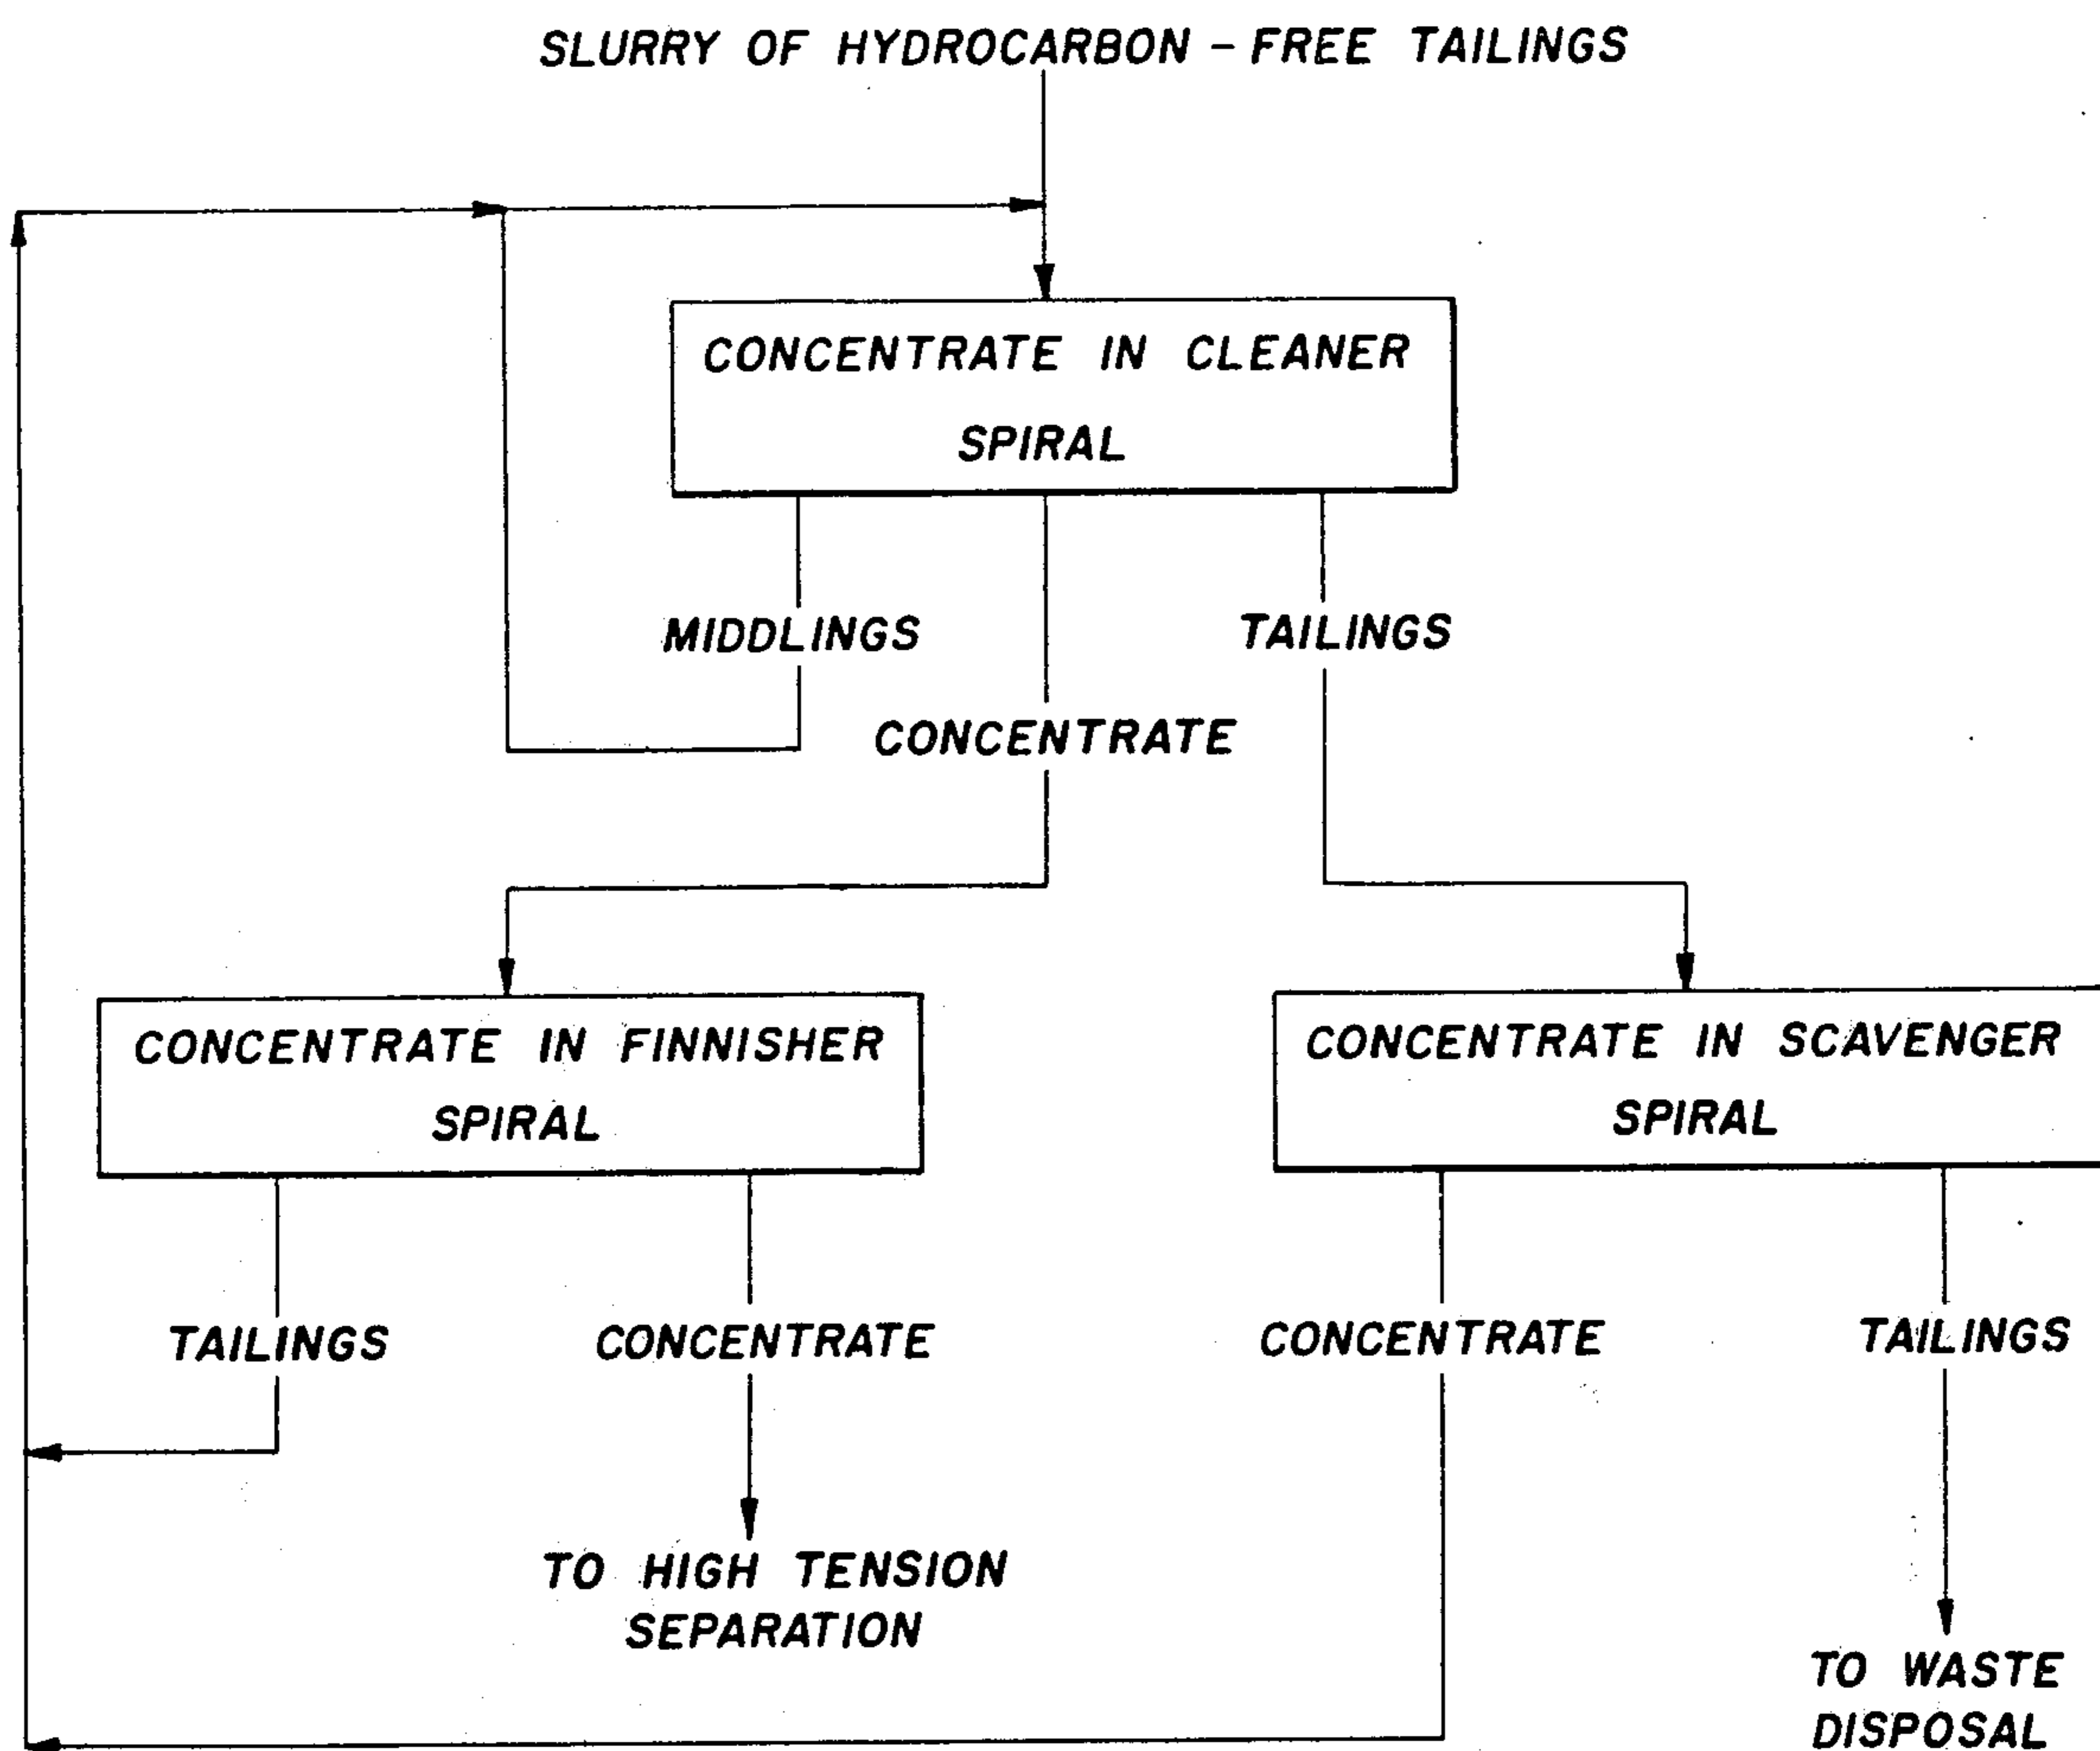 SLURRY OF HYDROCARBON - FREE TAILINGS
CONCENTRATE IN CLEANER
SPIRAL
MIDDLINGS
TAILINGS
CONCENTRATE
CONCENTRATE IN FINNISHER
SPIRAL
CONCENTRATE IN SCAVENGER
SPIRAL
TAILINGS
CONCENTRATE
CONCENTRATE
TAILINGS
TO HIGH TENSION
SEPARATION
TO WASTE
DISPOSAL